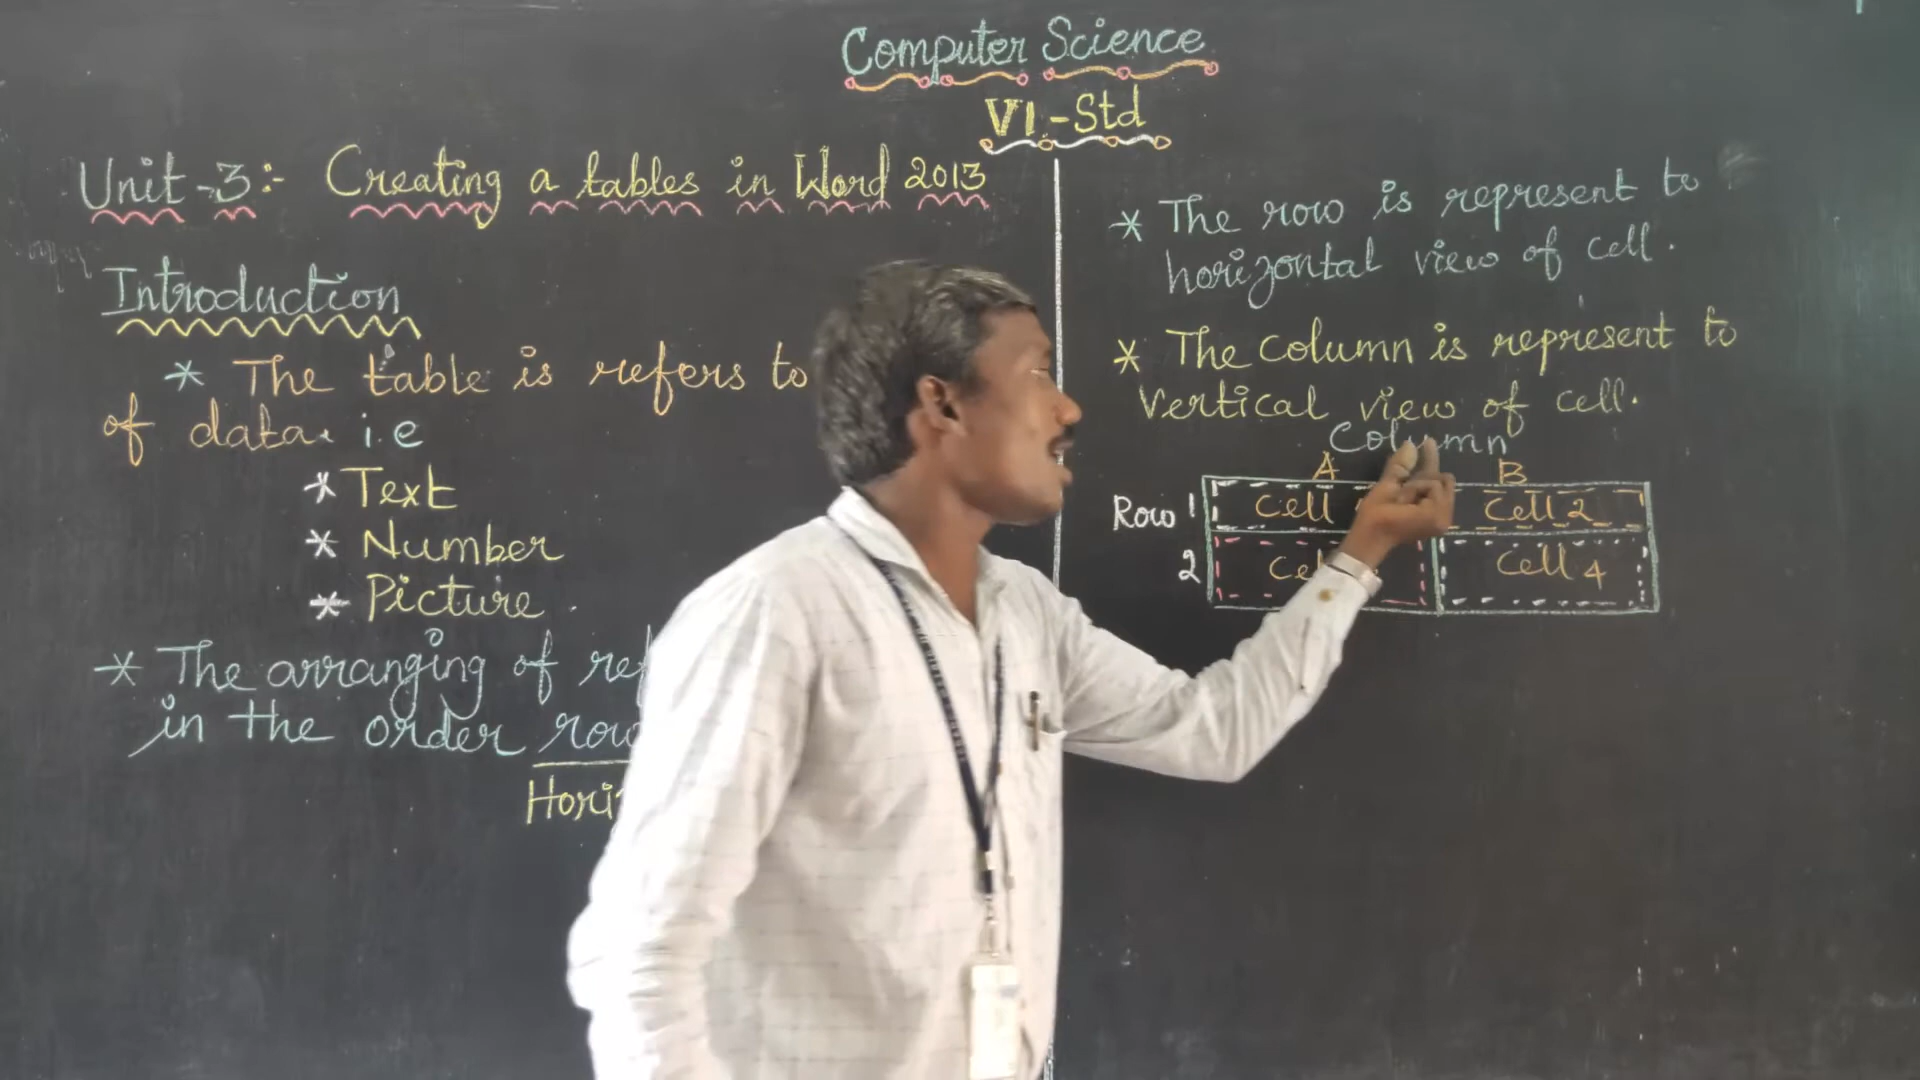 Computer Science
VI-Std
Unit-3:- Creating a tables in Word 2013
Introduction
* The table is refers to
of data. i.e
* Text
* Number
* Picture.
* The arranging of
in the order
* The row is represent to
horizontal view of cell.
* The column is represent to
Vertical view of cell.
Column
A B
Row 1 Cell Cell 2
2 Cell 4